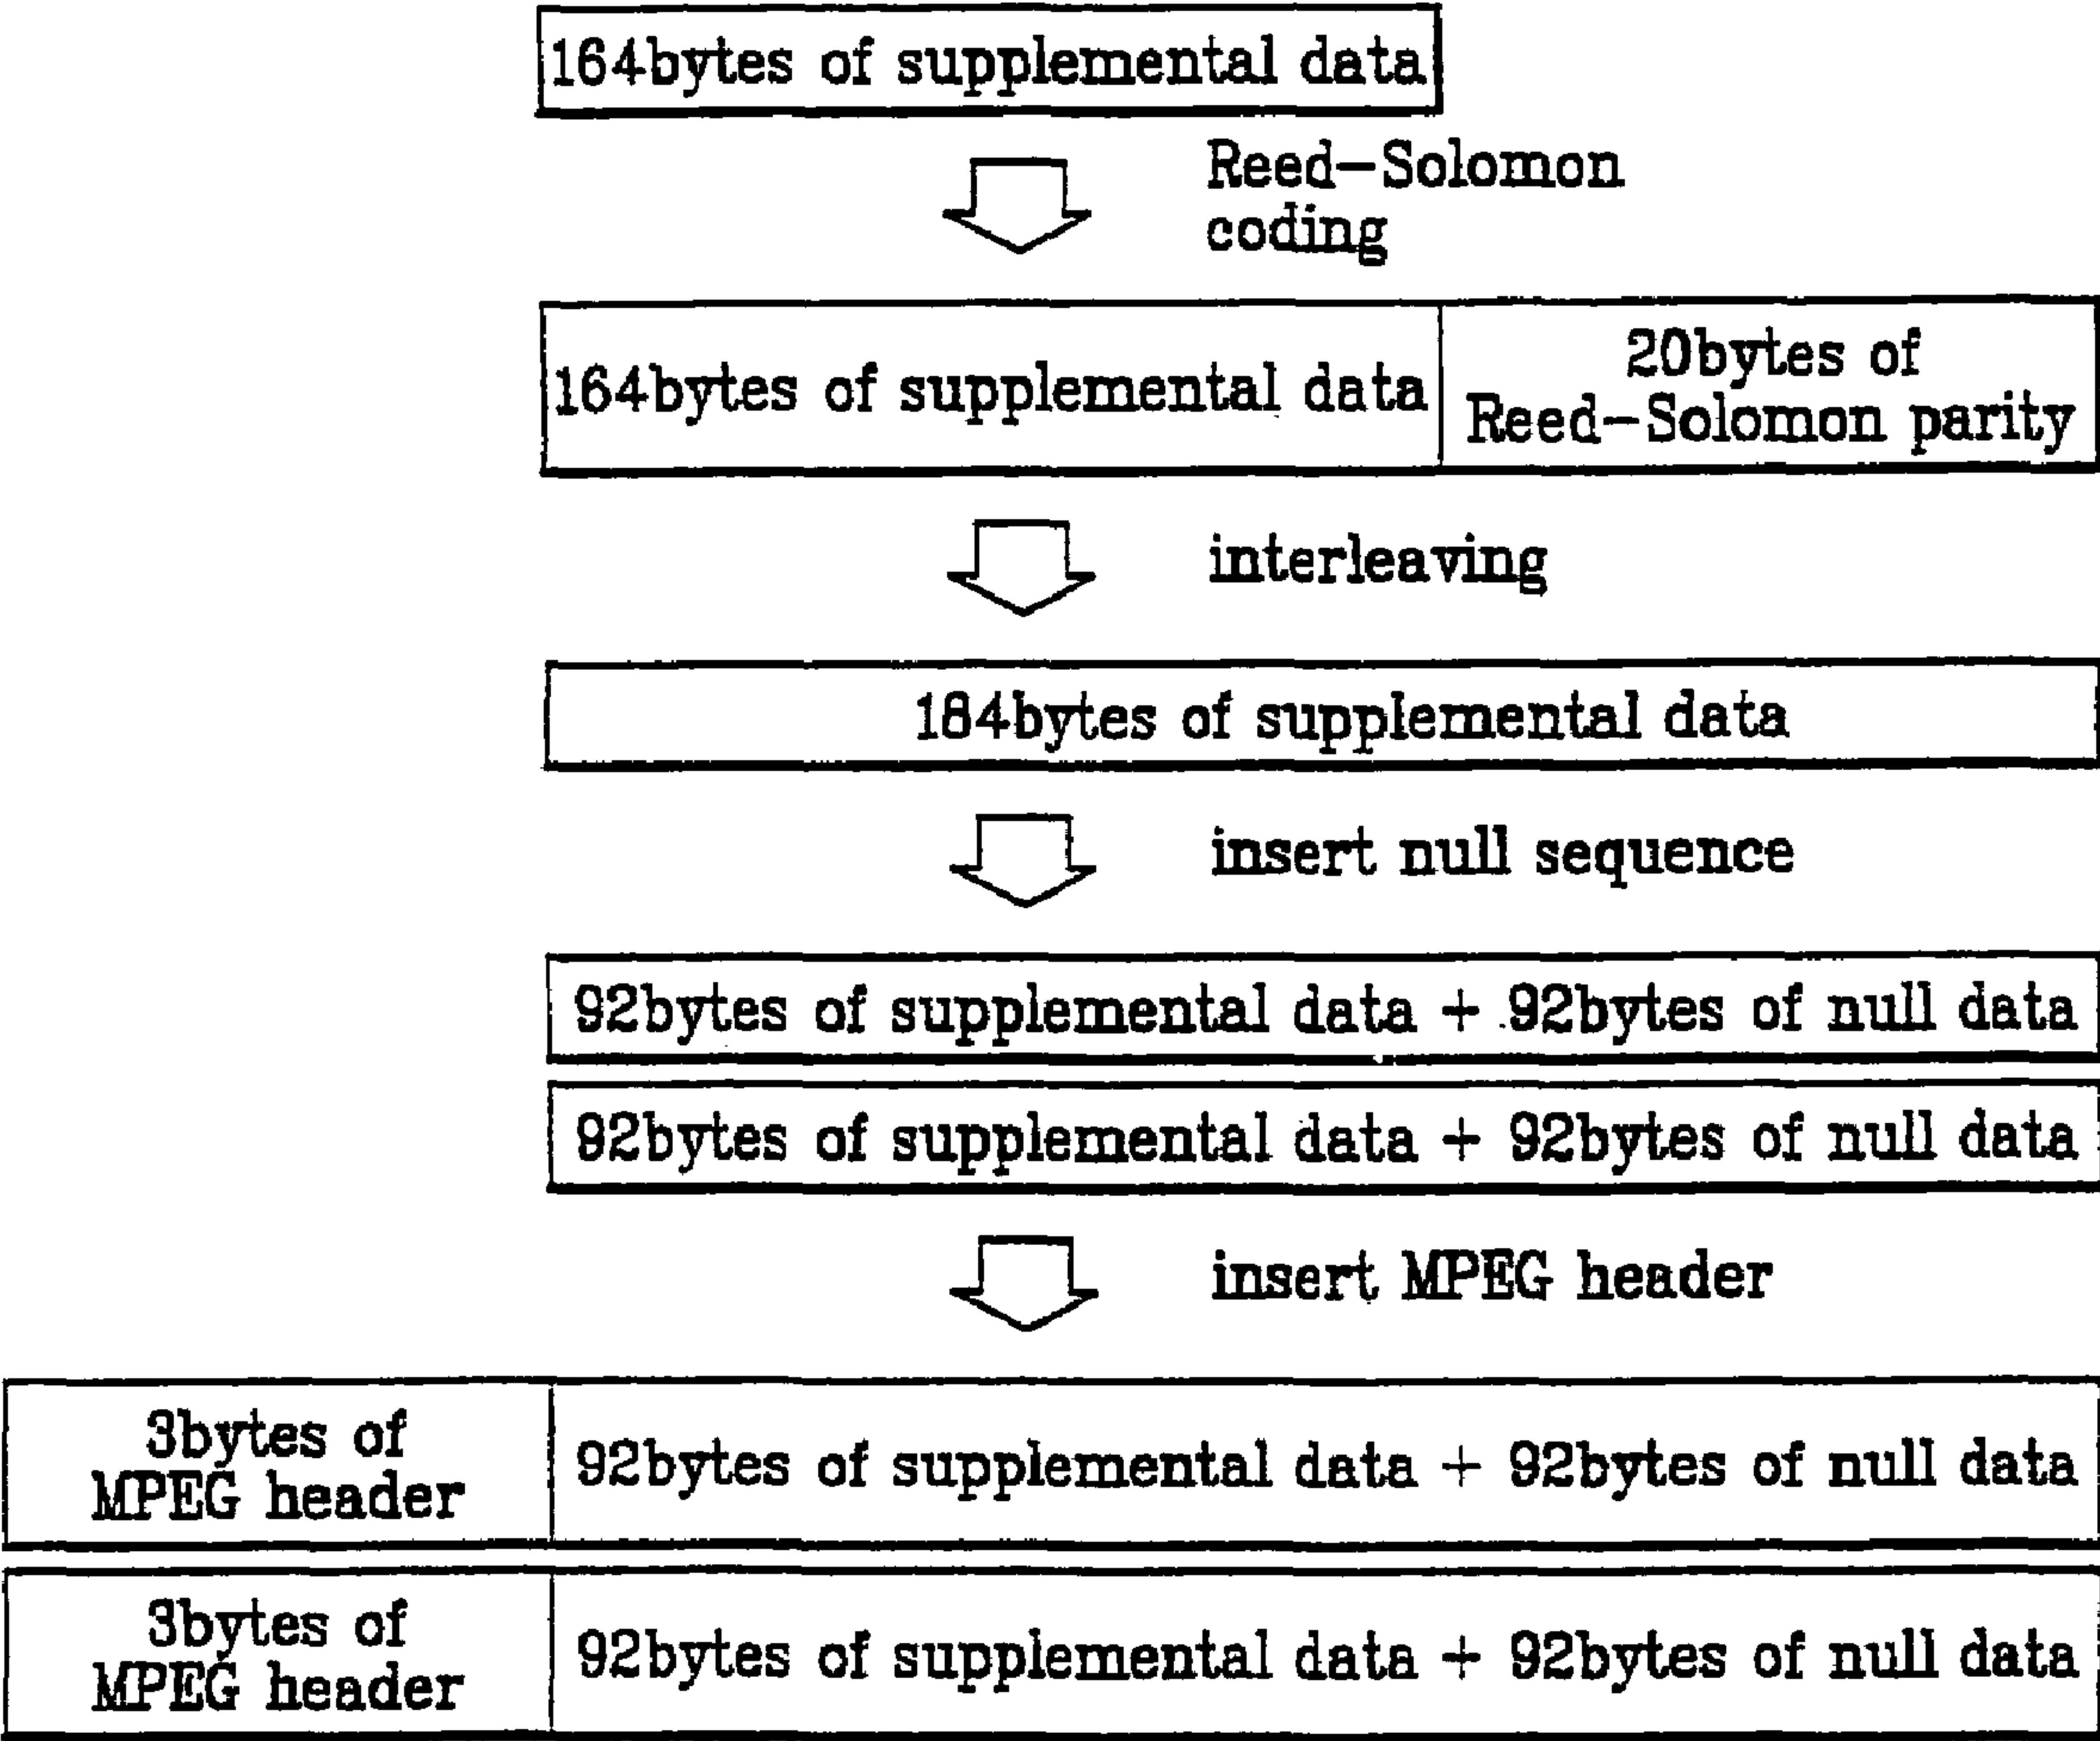 164bytes of supplemental data
Reed-Solomon
coding
164bytes of supplemental data
20bytes of
Reed-Solomon parity
interleaving
184bytes of supplemental data
insert null sequence
92bytes of supplemental data + 92bytes of null data
92bytes of supplemental data + 92bytes of null data
insert MPEG header
3bytes of
MPEG header
92bytes of supplemental data + 92bytes of null data
3bytes of
MPEG header
92bytes of supplemental data + 92bytes of null data